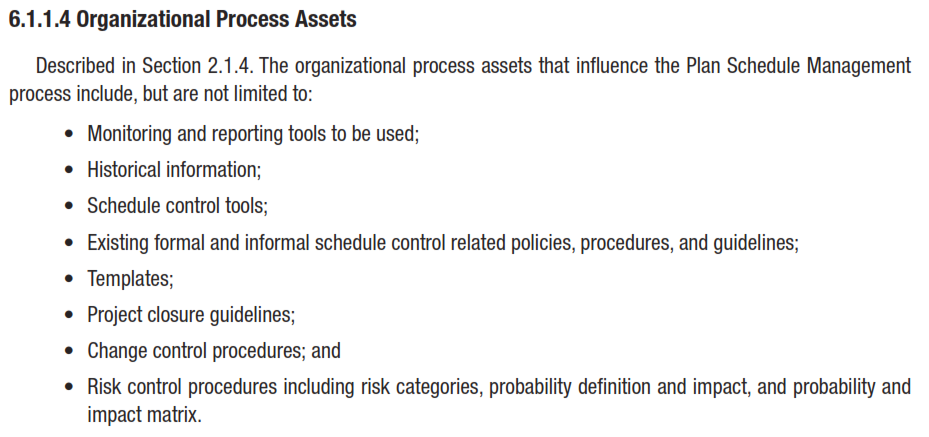 6.1.1.4 Organizational Process Assets
Described in Section 2.1.4. The organizational process assets that influence the Plan Schedule Management
process include, but are not limited to:
• Monitoring and reporting tools to be used;
• Historical information;
• Schedule control tools;
• Existing formal and informal schedule control related policies, procedures, and guidelines;
• Templates;
• Project closure guidelines;
• Change control procedures; and
• Risk control procedures including risk categories, probability definition and impact, and probability and
impact matrix.